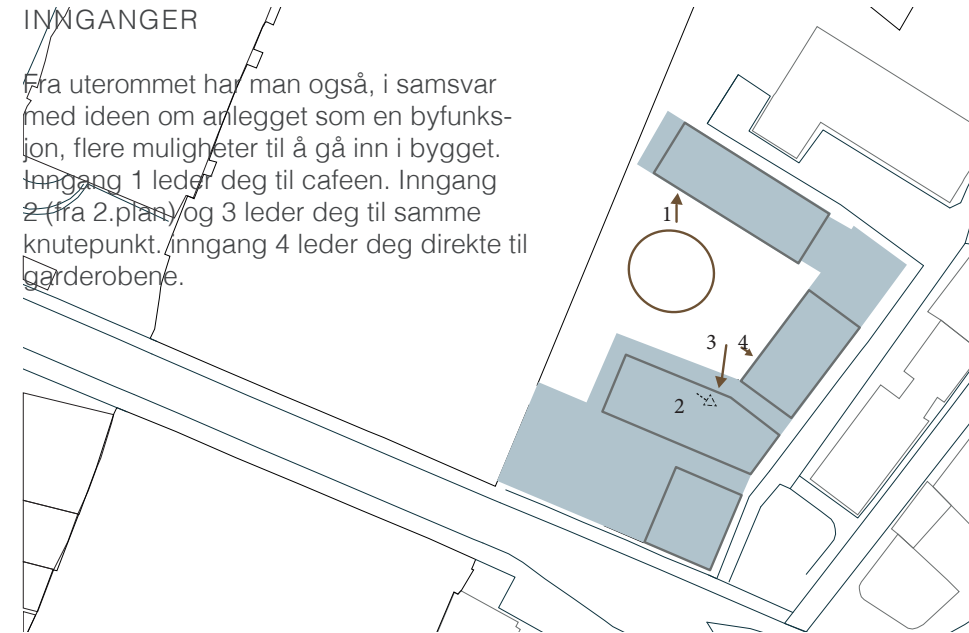 INNGANGER
Fra uterommet har man også, i samsvar
med ideen om anlegget som en byfunks-
jon, flere muligheter til å gå inn i bygget.
Inngang 1 leder deg til cafeen. Inngang
2 (fra 2.plan) og 3 leder deg til samme
knutepunkt. inngang 4 leder deg direkte til
garderobene.
1
3 4
2